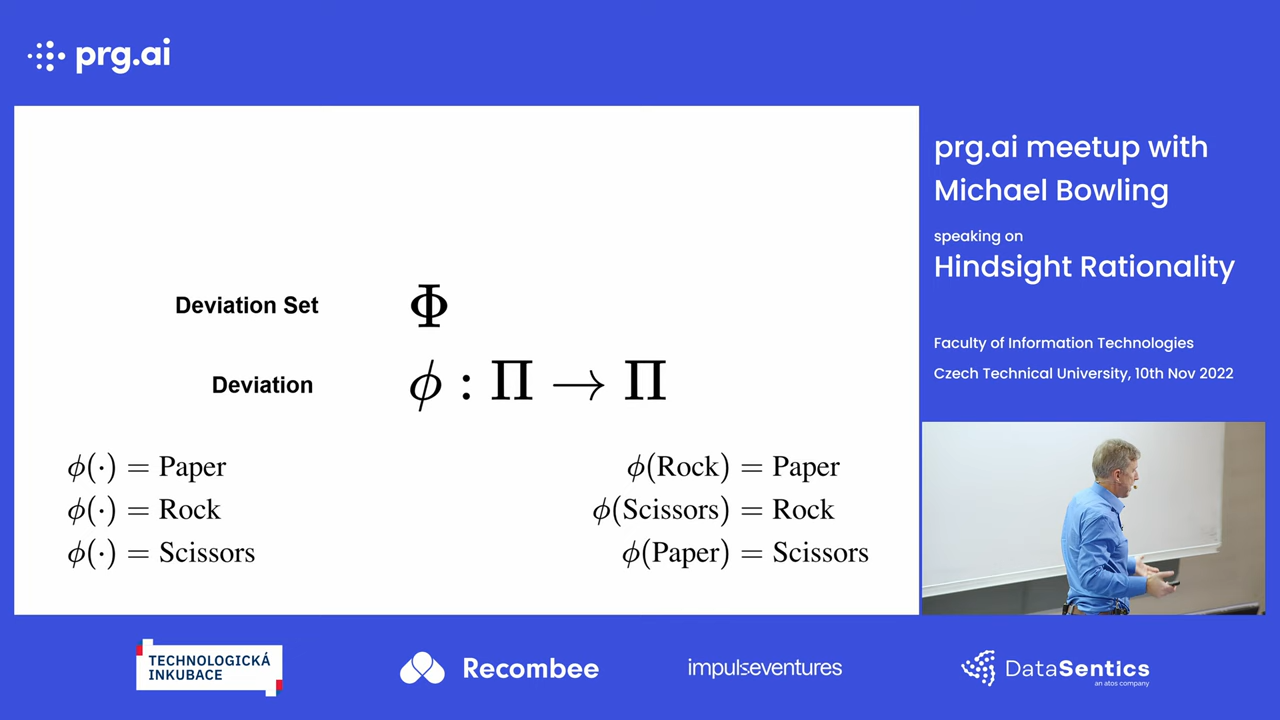 prg.ai
prg.ai meetup with
Michael Bowling
speaking on
Hindsight Rationality
Faculty of Information Technologies
Czech Technical University, 10th Nov 2022
Deviation Set Φ
Deviation ϕ : Π → Π
ϕ(·) = Paper
ϕ(·) = Rock
ϕ(·) = Scissors
ϕ(Rock) = Paper
ϕ(Scissors) = Rock
ϕ(Paper) = Scissors
TECHNOLOGICKÁ
INKUBACE
Recombee
impulseventures
DataSentics
an atos company